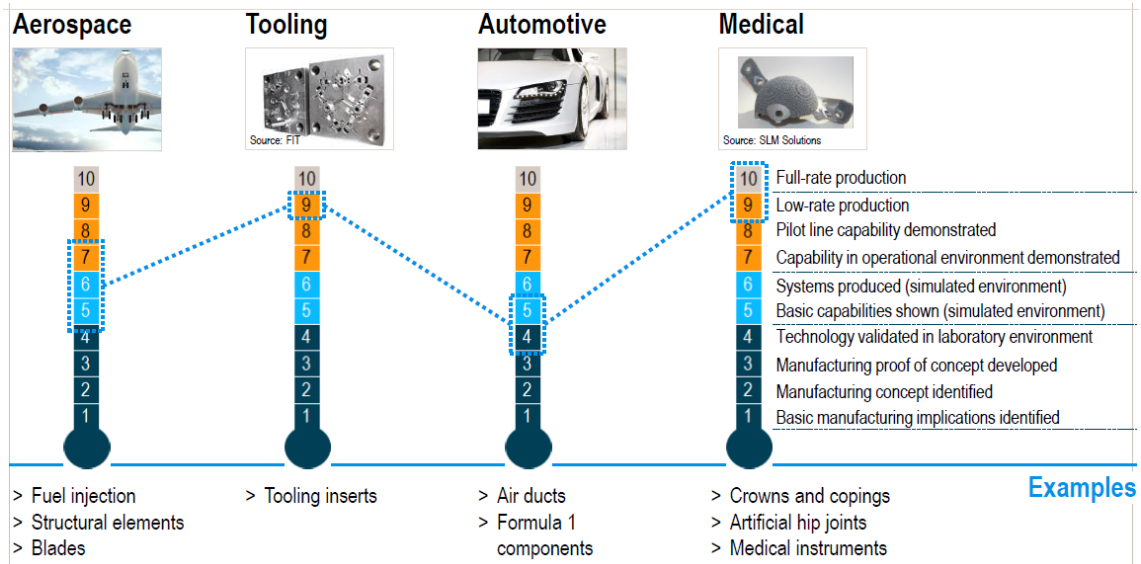 Aerospace
Tooling
Automotive
Medical
Source: FIT
Source: SLM Solutions
10
9
8
7
6
5
4
3
2
1
10
9
8
7
6
5
4
3
2
1
10
9
8
7
6
5
4
3
2
1
10 Full-rate production
9 Low-rate production
8 Pilot line capability demonstrated
7 Capability in operational environment demonstrated
6 Systems produced (simulated environment)
5 Basic capabilities shown (simulated environment)
4 Technology validated in laboratory environment
3 Manufacturing proof of concept developed
2 Manufacturing concept identified
1 Basic manufacturing implications identified
Examples
> Fuel injection
> Structural elements
> Blades
> Tooling inserts
> Air ducts
> Formula 1
components
> Crowns and copings
> Artificial hip joints
> Medical instruments